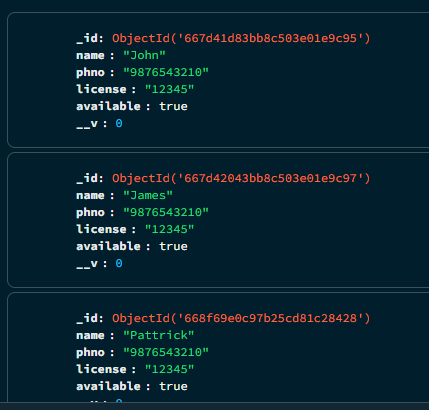 _id: ObjectId('667d41d83bb8c503e01e9c95')
name : "John"
phno : "9876543210"
license : "12345"
available : true
__v : 0
_id: ObjectId('667d42043bb8c503e01e9c97')
name : "James"
phno : "9876543210"
license : "12345"
available : true
__v : 0
_id: ObjectId('668f69e0c97b25cd81c28428')
name : "Pattrick"
phno : "9876543210"
license : "12345"
available : true